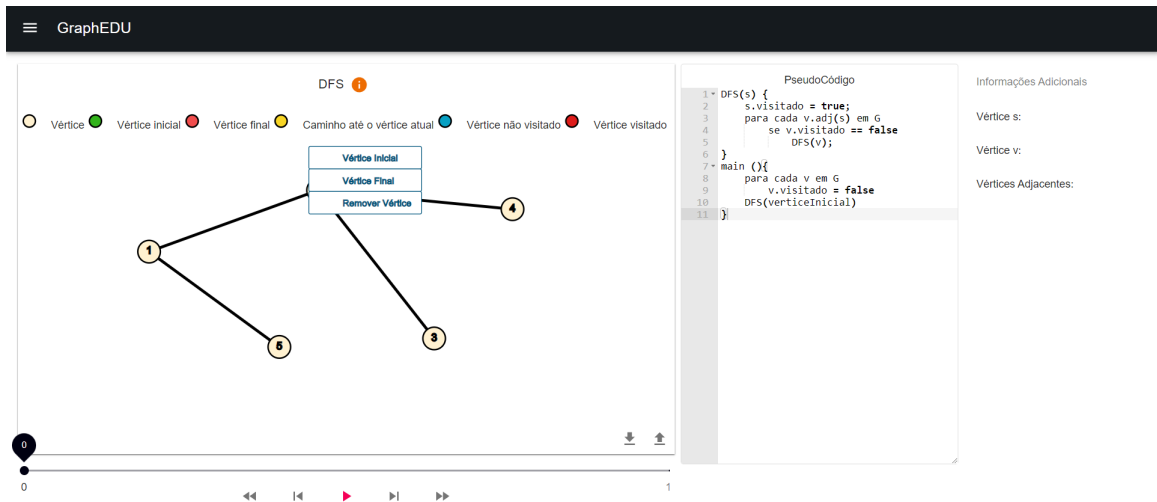 GraphEDU
DFS i
Vértice Vértice inicial Vértice final Caminho até o vértice atual Vértice não visitado Vértice visitado
Vértice Inicial
Vértice Final
Remover Vértice
4
1
3
5
0
0 1
PseudoCódigo
1 DFS(s) {
2 s.visitado = true;
3 para cada v.adj(s) em G
4 se v.visitado == false
5 DFS(v);
6 }
7 main (){
8 para cada v em G
9 v.visitado = false
10 DFS(verticeInicial)
11 }
Informações Adicionais
Vértice s:
Vértice v:
Vértices Adjacentes: